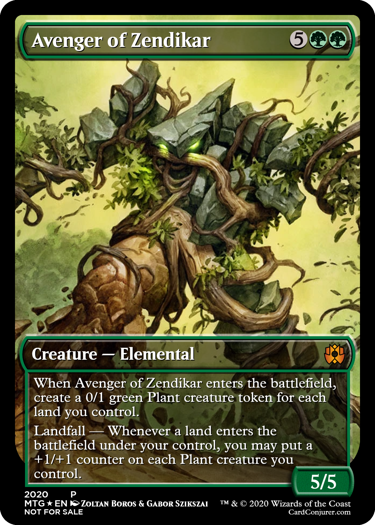 Avenger of Zendikar 5
Creature — Elemental
When Avenger of Zendikar enters the battlefield,
create a 0/1 green Plant creature token for each
land you control.
Landfall — Whenever a land enters the
battlefield under your control, you may put a
+1/+1 counter on each Plant creature you
control.
5/5
2020 P
MTG ★ EN Zoltan Boros & Gabor Szikszai ™ & © 2020 Wizards of the Coast
NOT FOR SALE CardConjurer.com